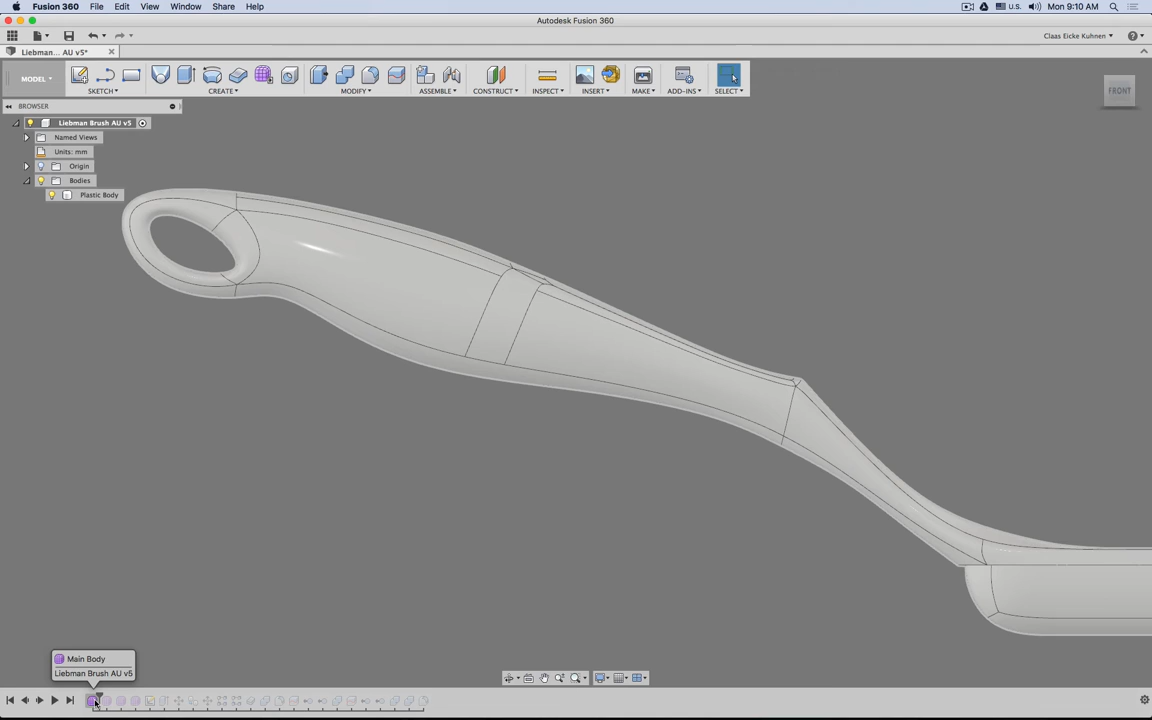 Fusion 360 File Edit View Window Share Help U.S. Mon 9:10 AM
Autodesk Fusion 360
Claas Eicke Kuhnen
Liebman... AU v5*
MODEL
SKETCH CREATE MODIFY ASSEMBLE CONSTRUCT INSPECT INSERT MAKE ADD-INS SELECT
FRONT
BROWSER
Liebman Brush AU v5
Named Views
Units: mm
Origin
Bodies
Plastic Body
Main Body
Liebman Brush AU v5